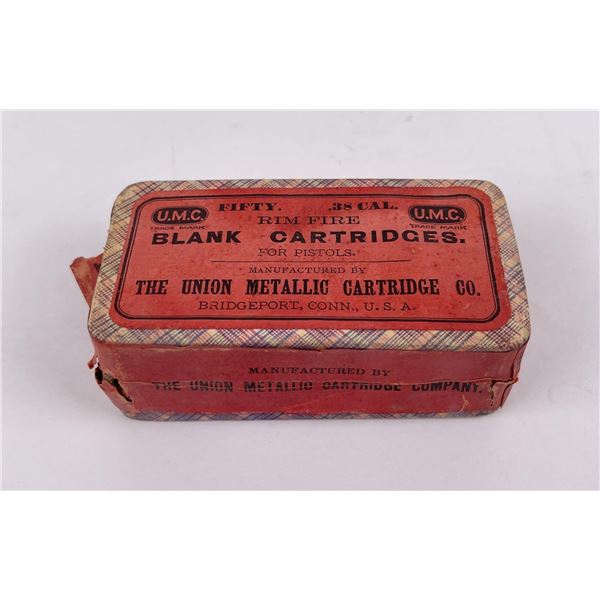 FIFTY. .38 CAL.
U.M.C. U.M.C.
TRADE MARK TRADE MARK
RIM FIRE
BLANK CARTRIDGES.
FOR PISTOLS.
MANUFACTURED BY
THE UNION METALLIC CARTRIDGE CO.
BRIDGEPORT, CONN., U. S. A.
MANUFACTURED BY
THE UNION METALLIC CARTRIDGE COMPANY.